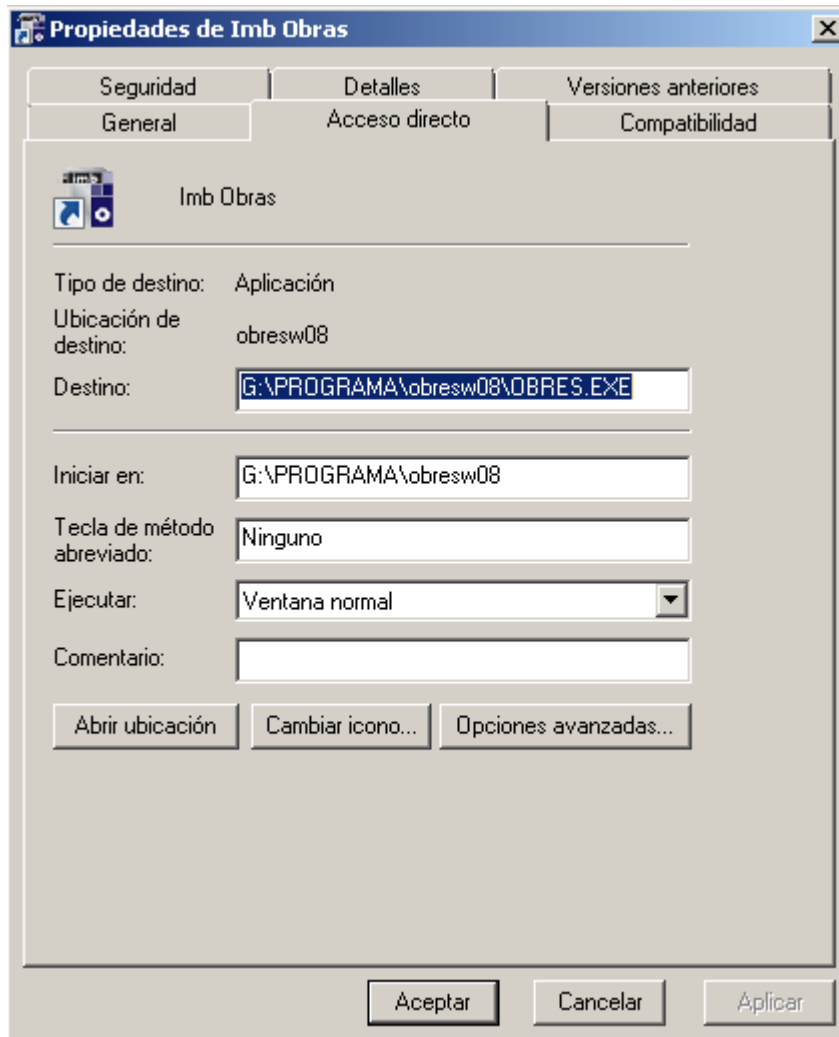 Propiedades de Imb Obras
Seguridad
Detalles
Versiones anteriores
General
Acceso directo
Compatibilidad
Imb Obras
Tipo de destino: Aplicación
Ubicación de
destino:
obresw08
Destino: G:\PROGRAMA\obresw08\OBRES.EXE
Iniciar en: G:\PROGRAMA\obresw08
Tecla de método
abreviado:
Ninguno
Ejecutar: Ventana normal
Comentario:
Abrir ubicación
Cambiar icono...
Opciones avanzadas...
Aceptar
Cancelar
Aplicar